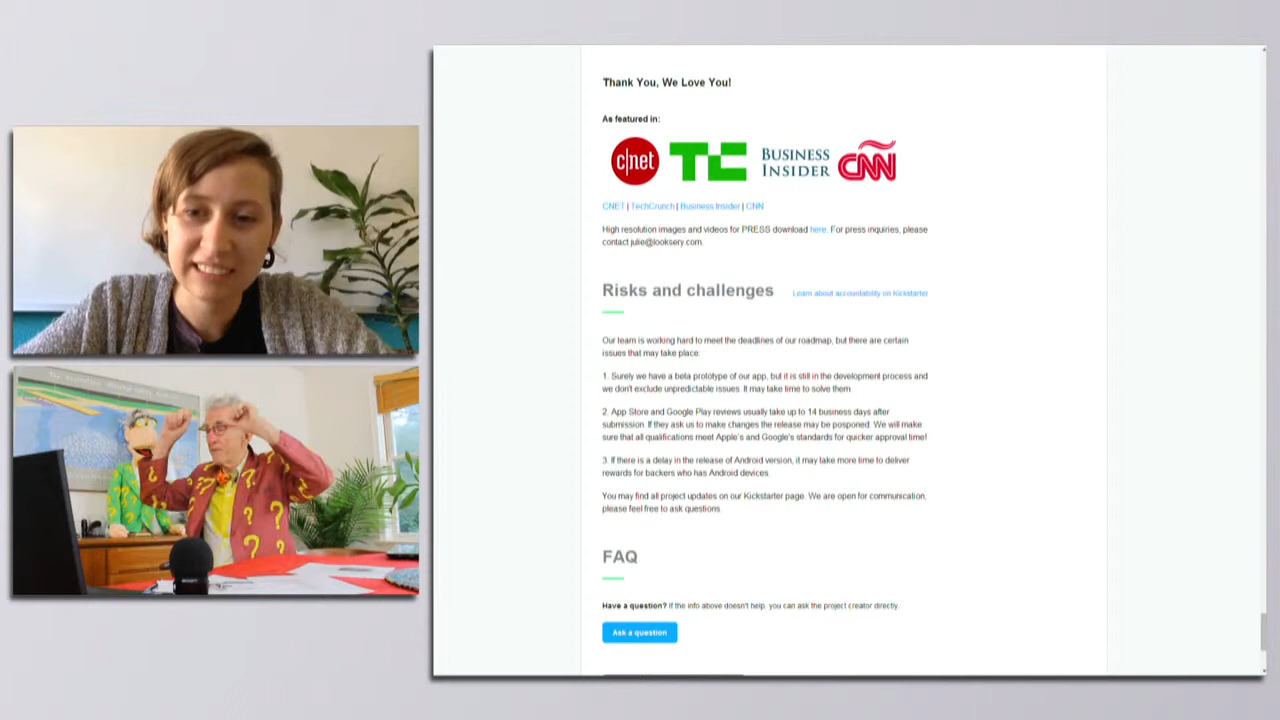 Thank You, We Love You!
As featured in:
c|net TC BUSINESS INSIDER CNN
CNET | TechCrunch | Business Insider | CNN
High resolution images and videos for PRESS download here. For press inquiries, please
contact julie@looksery.com.
Risks and challenges
Learn about accountability on Kickstarter
Our team is working hard to meet the deadlines of our roadmap, but there are certain
issues that may take place:
1. Surely we have a beta prototype of our app, but it is still in the development process and
we don't exclude unpredictable issues. It may take time to solve them.
2. App Store and Google Play reviews usually take up to 14 business days after
submission. If they ask us to make changes the release may be posponed. We will make
sure that all qualifications meet Apple's and Google's standards for quicker approval time!
3. If there is a delay in the release of Android version, it may take more time to deliver
rewards for backers who has Android devices.
You may find all project updates on our Kickstarter page. We are open for communication,
please feel free to ask questions.
FAQ
Have a question? If the info above doesn't help, you can ask the project creator directly.
Ask a question
? ? ? ?